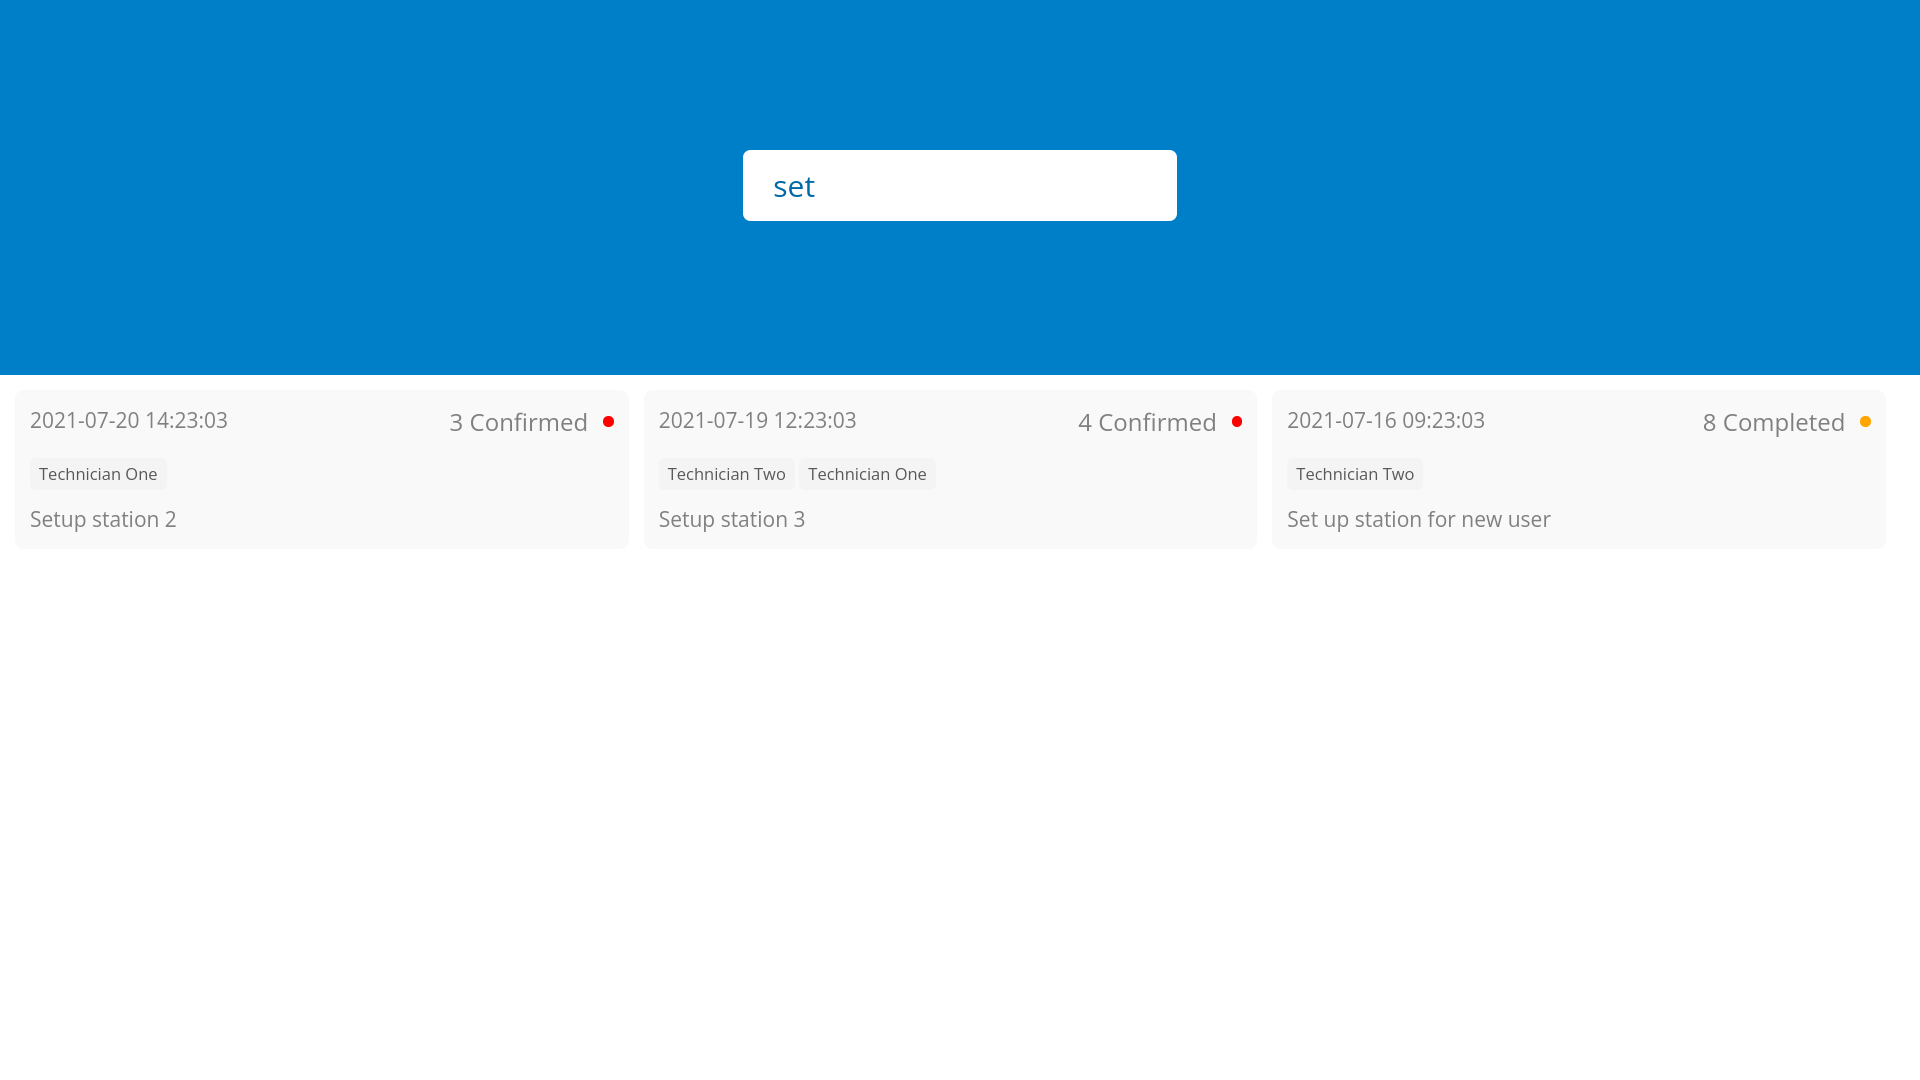 set
2021-07-20 14:23:03 3 Confirmed
Technician One
Setup station 2
2021-07-19 12:23:03 4 Confirmed
Technician Two Technician One
Setup station 3
2021-07-16 09:23:03 8 Completed
Technician Two
Set up station for new user